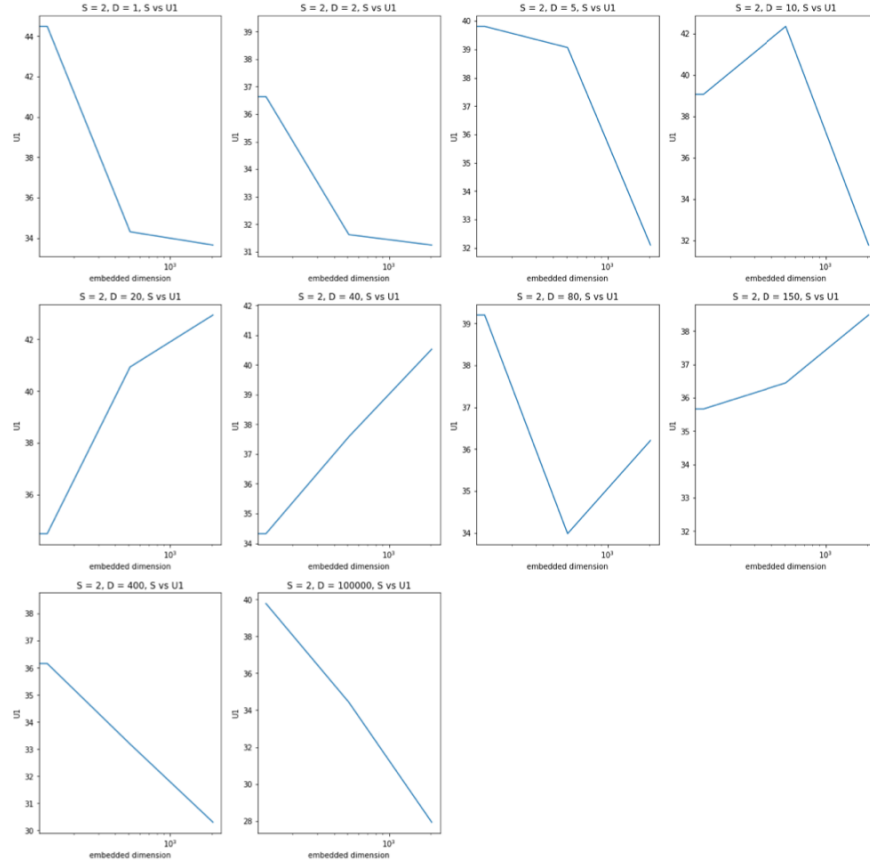 S = 2, D = 1, S vs U1
44
42
40
38
36
34
U1
10³
embedded dimension
S = 2, D = 2, S vs U1
39
38
37
36
35
34
33
32
31
U1
10³
embedded dimension
S = 2, D = 5, S vs U1
40
39
38
37
36
35
34
33
32
U1
10³
embedded dimension
S = 2, D = 10, S vs U1
42
40
38
36
34
32
U1
10³
embedded dimension
S = 2, D = 20, S vs U1
42
40
38
36
U1
10³
embedded dimension
S = 2, D = 40, S vs U1
42
41
40
39
38
37
36
35
34
U1
10³
embedded dimension
S = 2, D = 80, S vs U1
39
38
37
36
35
34
U1
10³
embedded dimension
S = 2, D = 150, S vs U1
38
37
36
35
34
33
32
U1
10³
embedded dimension
S = 2, D = 400, S vs U1
38
37
36
35
34
33
32
31
30
U1
10³
embedded dimension
S = 2, D = 100000, S vs U1
40
38
36
34
32
30
28
U1
10³
embedded dimension